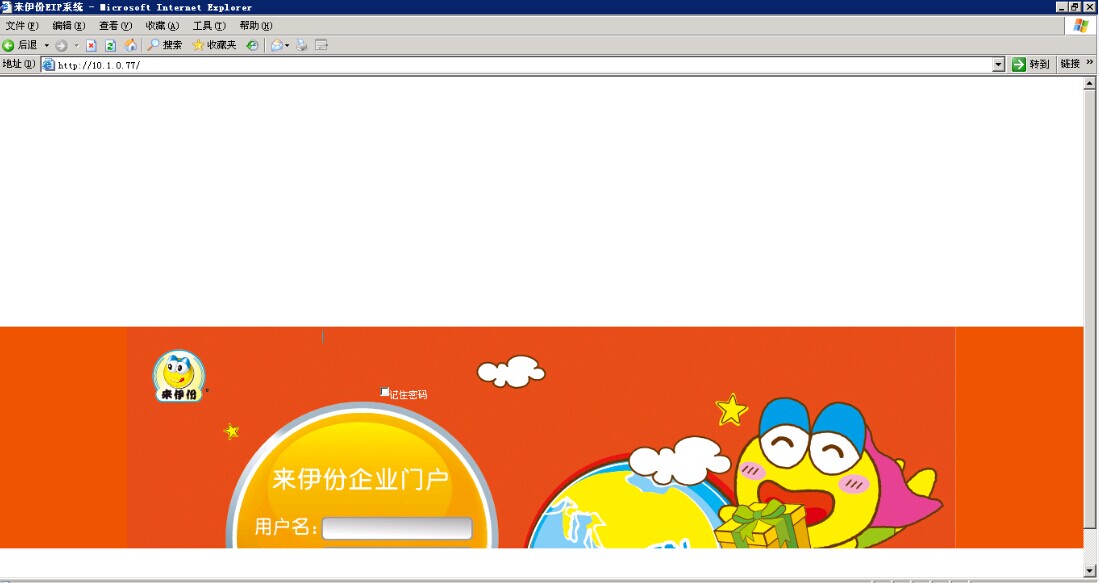 来伊份EIP系统 - Microsoft Internet Explorer
文件(F) 编辑(E) 查看(V) 收藏(A) 工具(T) 帮助(H)
后退 搜索 收藏夹
地址(D) http://10.1.0.77/ 转到 链接 »
来伊份
记住密码
来伊份企业门户
用户名: